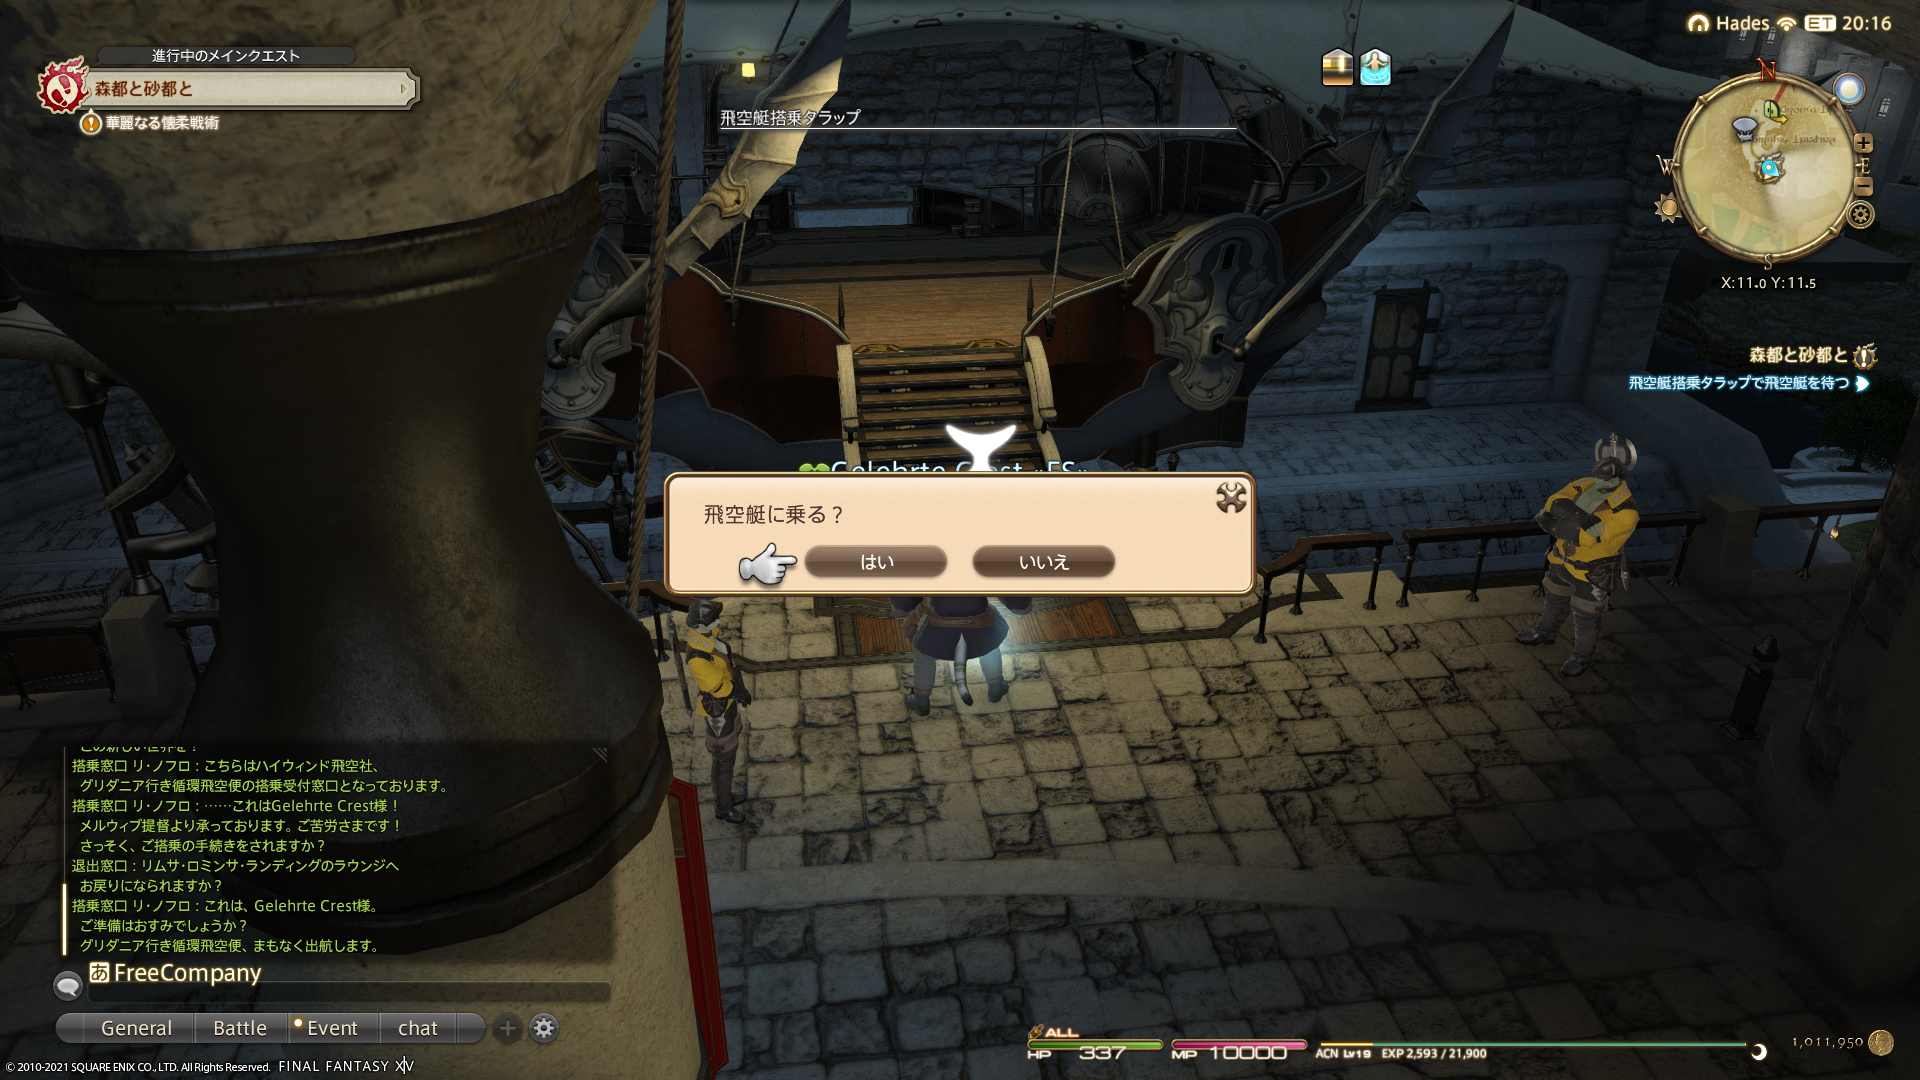 進行中のメインクエスト
森都と砂都と
華麗なる懐柔戦術
飛空艇搭乗タラップ
Hades ET 20:16
N
W
E
S
X:11.0 Y:11.5
森都と砂都と
飛空艇搭乗タラップで飛空艇を待つ
Gelehrte Crest «FS»
飛空艇に乗る？
はい
いいえ
この新しい世界を！
搭乗窓口 リ・ノフロ：こちらはハイウィンド飛空社、
グリダニア行き循環飛空便の搭乗受付窓口となっております。
搭乗窓口 リ・ノフロ：……これはGelehrte Crest様！
メルウィブ提督より承っております。ご苦労さまです！
さっそく、ご搭乗の手続きをされますか？
退出窓口：リムサ・ロミンサ・ランディングのラウンジへ
お戻りになられますか？
搭乗窓口 リ・ノフロ：これは、Gelehrte Crest様。
ご準備はおすみでしょうか？
グリダニア行き循環飛空便、まもなく出航します。
あ FreeCompany
General Battle Event chat
ALL
HP 337 MP 10000 ACN Lv19 EXP 2,593 / 21,900
1,011,950
© 2010-2021 SQUARE ENIX CO., LTD. All Rights Reserved. FINAL FANTASY XIV